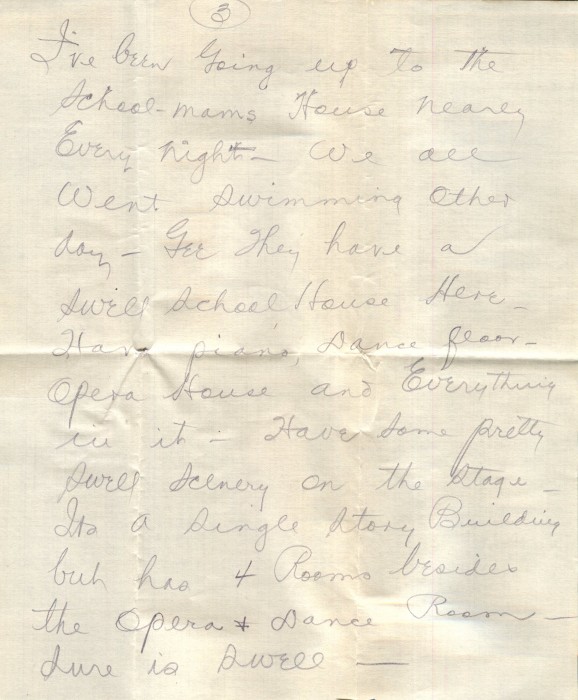 3
I've been Going up to the
School-mams House nearly
Every night - We all
Went Swimming Other
day - Gee They have a
Swell School House Here -
Have piano, Dance floor -
Opera House and Everything
in it - Have Some pretty
Swell Scenery on the Stage -
Its a Single Story Building
but has 4 Rooms besides
the Opera & Dance Room -
Sure is Swell —